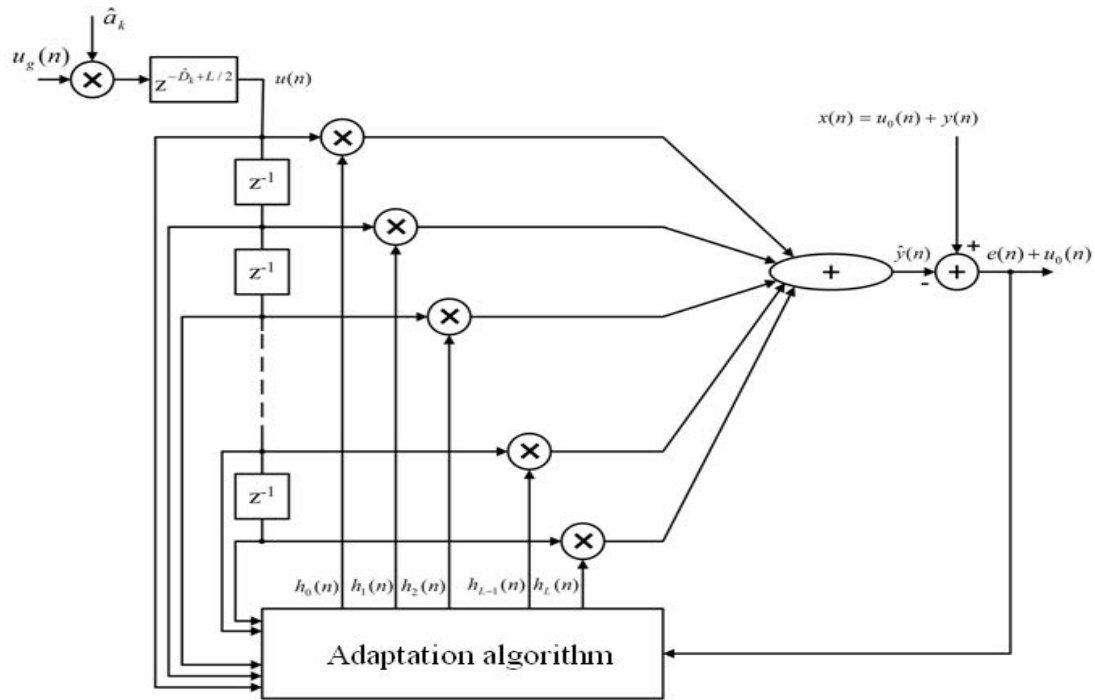 â_k
u_g(n)
z^{-D̂_k+L/2}
u(n)
x(n) = u_0(n) + y(n)
z^{-1}
z^{-1}
ŷ(n)
e(n) + u_0(n)
z^{-1}
h_0(n) h_1(n) h_2(n) h_{L-1}(n) h_L(n)
Adaptation algorithm